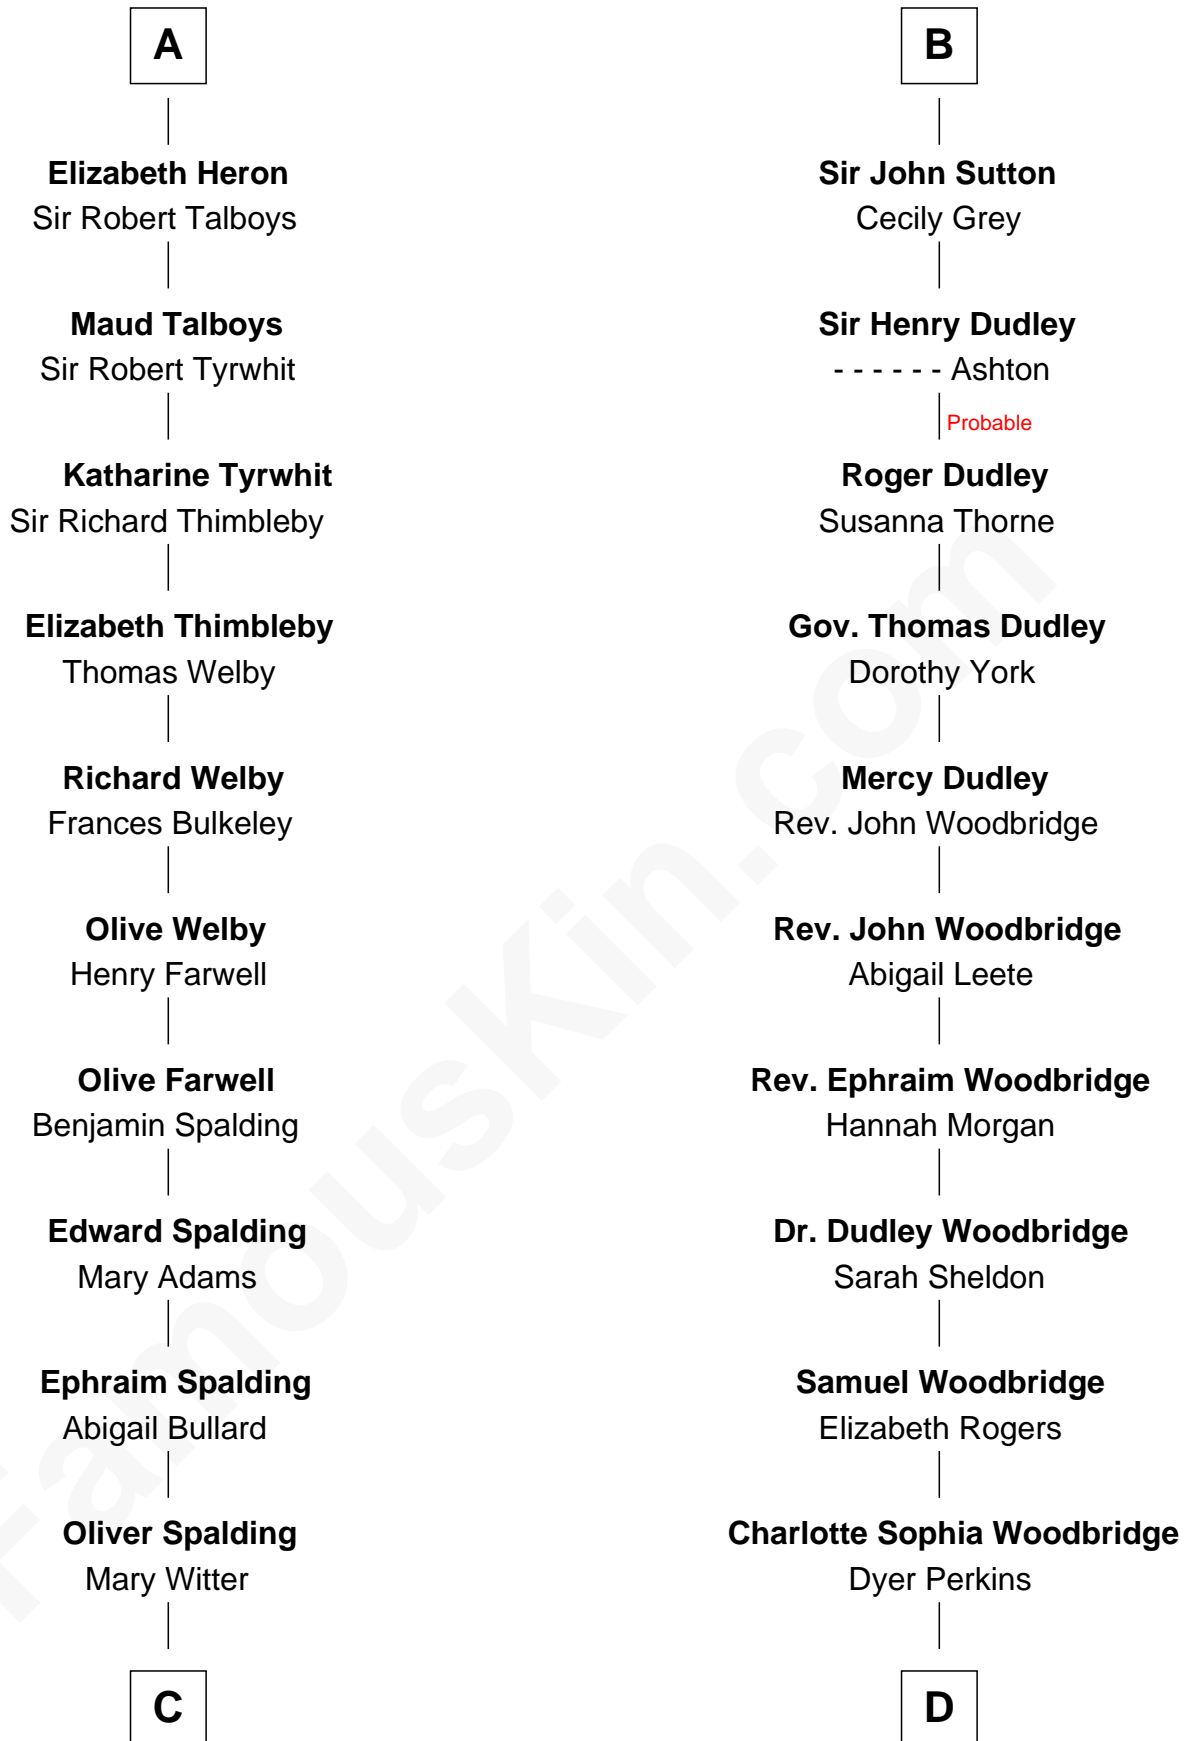 A
Elizabeth Heron
Sir Robert Talboys
Maud Talboys
Sir Robert Tyrwhit
Katharine Tyrwhit
Sir Richard Thimbleby
Elizabeth Thimbleby
Thomas Welby
Richard Welby
Frances Bulkeley
Olive Welby
Henry Farwell
Olive Farwell
Benjamin Spalding
Edward Spalding
Mary Adams
Ephraim Spalding
Abigail Bullard
Oliver Spalding
Mary Witter
C
B
Sir John Sutton
Cecily Grey
Sir Henry Dudley
- - - - - - Ashton
Probable
Roger Dudley
Susanna Thorne
Gov. Thomas Dudley
Dorothy York
Mercy Dudley
Rev. John Woodbridge
Rev. John Woodbridge
Abigail Leete
Rev. Ephraim Woodbridge
Hannah Morgan
Dr. Dudley Woodbridge
Sarah Sheldon
Samuel Woodbridge
Elizabeth Rogers
Charlotte Sophia Woodbridge
Dyer Perkins
D
FamousKin.com